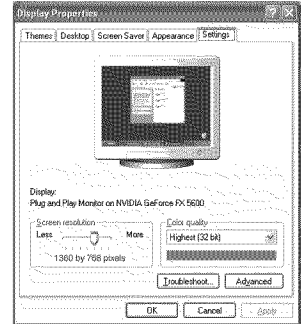 Display Properties
Themes Desktop Screen Saver Appearance Settings
Display:
Plug and Play Monitor on NVIDIA GeForce FX 5600
Screen resolution
Less More
1360 by 768 pixels
Color quality
Highest (32 bit)
Troubleshoot... Advanced
OK Cancel Apply